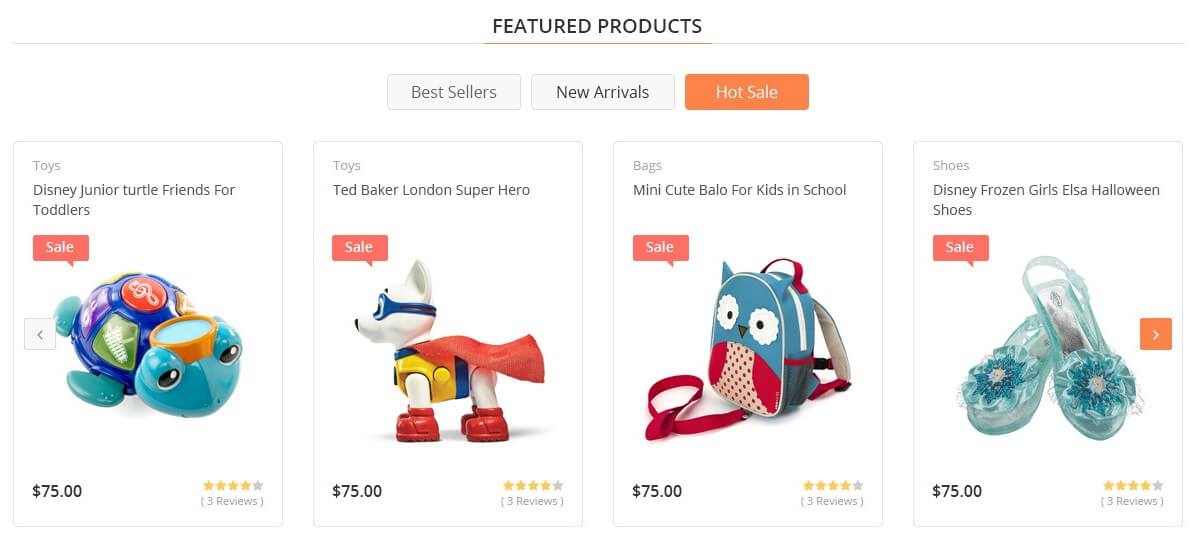 FEATURED PRODUCTS
Best Sellers
New Arrivals
Hot Sale
Toys
Disney Junior turtle Friends For
Toddlers
Sale
$75.00
( 3 Reviews )
Toys
Ted Baker London Super Hero
Sale
$75.00
( 3 Reviews )
Bags
Mini Cute Balo For Kids in School
Sale
$75.00
( 3 Reviews )
Shoes
Disney Frozen Girls Elsa Halloween
Shoes
Sale
$75.00
( 3 Reviews )